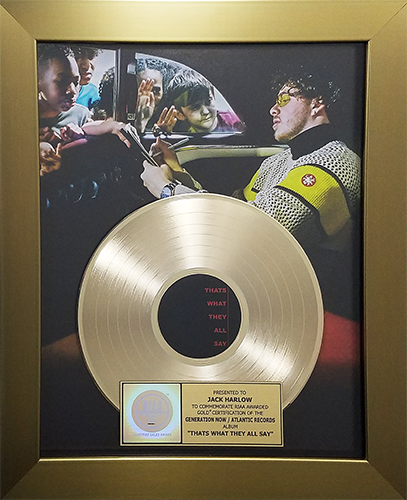 THATS
WHAT
THEY
ALL
SAY
PRESENTED TO
JACK HARLOW
TO COMMEMORATE RIAA AWARDED
GOLD® CERTIFICATION OF THE
GENERATION NOW / ATLANTIC RECORDS
ALBUM
"THATS WHAT THEY ALL SAY"